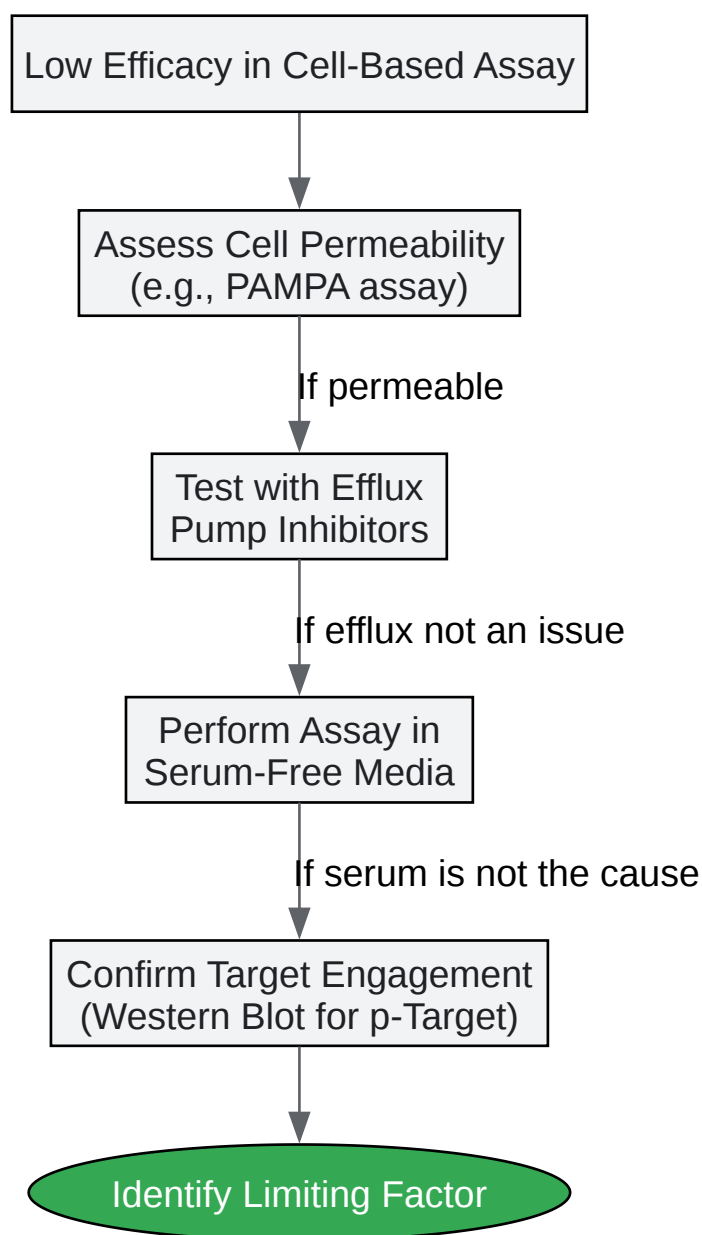 Low Efficacy in Cell-Based Assay
Assess Cell Permeability
(e.g., PAMPA assay)
If permeable
Test with Efflux
Pump Inhibitors
If efflux not an issue
Perform Assay in
Serum-Free Media
If serum is not the cause
Confirm Target Engagement
(Western Blot for p-Target)
Identify Limiting Factor